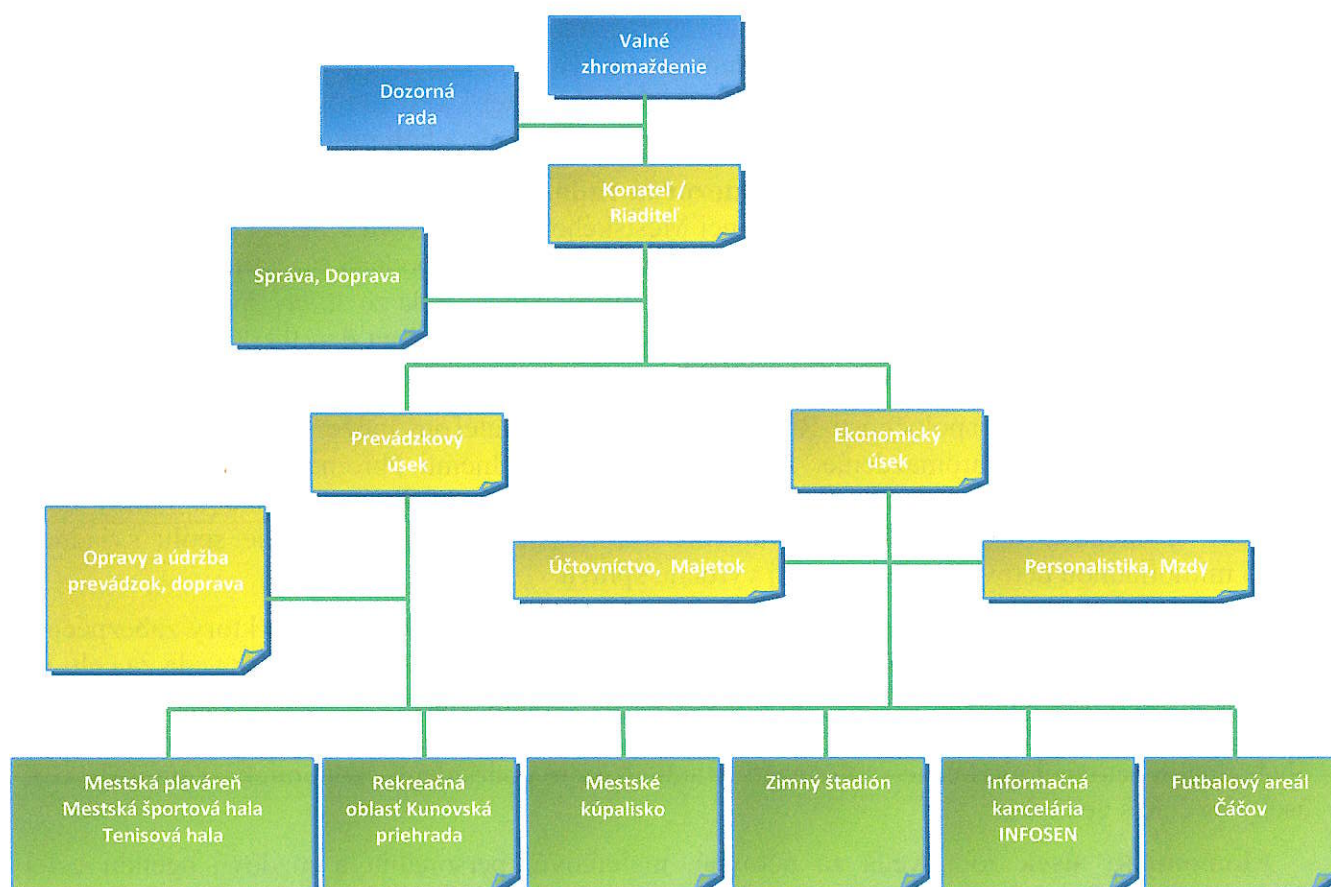 Valné
zhromaždenie
Dozorná
rada
Konateľ /
Riaditeľ
Správa, Doprava
Prevádzkový
úsek
Ekonomický
úsek
Opravy a údržba
prevádzok, doprava
Účtovníctvo, Majetok
Personalistika, Mzdy
Mestská plaváreň
Mestská športová hala
Tenisová hala
Rekreačná
oblasť Kunovská
priehrada
Mestské
kúpalisko
Zimný štadión
Informačná
kancelária
INFOSEN
Futbalový areál
Čáčov